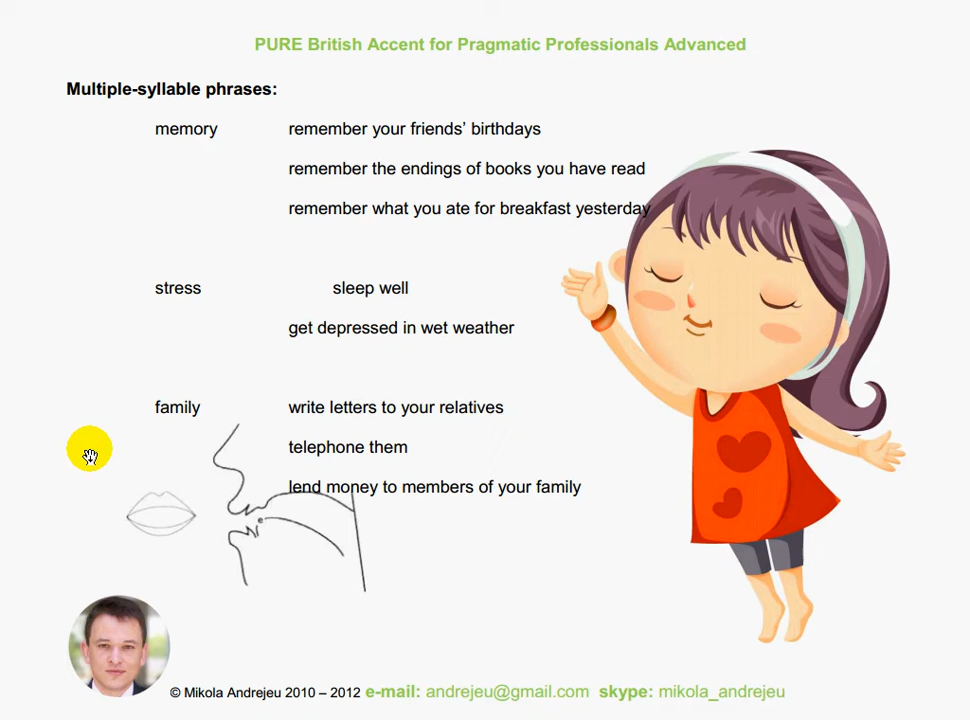 PURE British Accent for Pragmatic Professionals Advanced
Multiple-syllable phrases:
memory remember your friends’ birthdays
remember the endings of books you have read
remember what you ate for breakfast yesterday
stress sleep well
get depressed in wet weather
family write letters to your relatives
telephone them
lend money to members of your family
© Mikola Andrejeu 2010 – 2012 e-mail: andrejeu@gmail.com skype: mikola_andrejeu